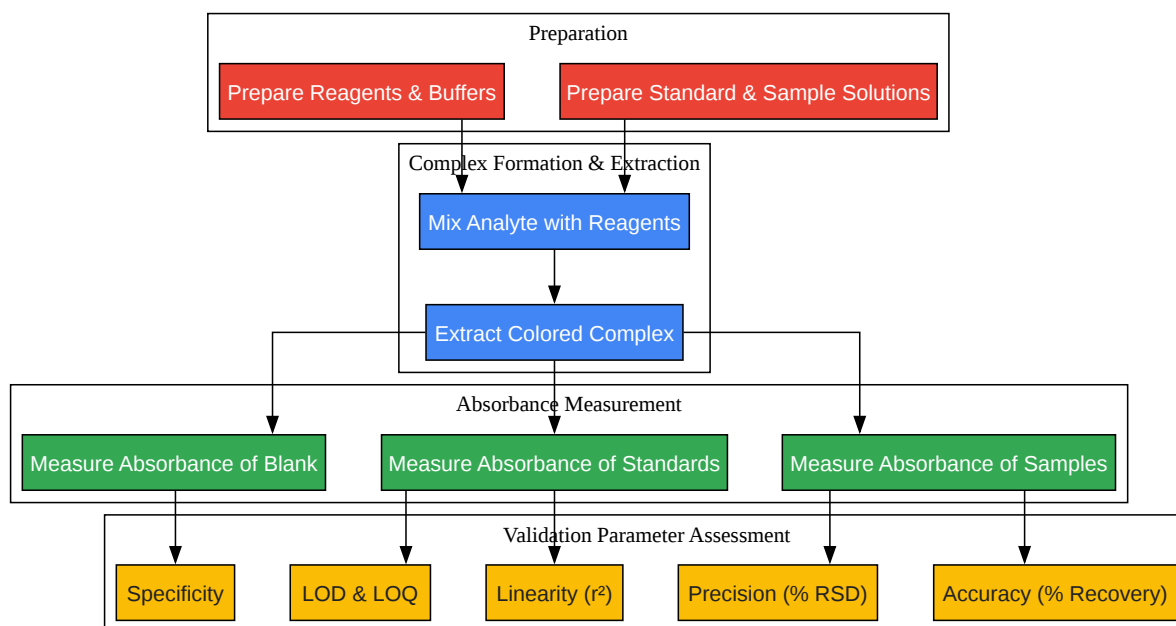 Preparation
Prepare Reagents & Buffers
Prepare Standard & Sample Solutions
Complex Formation & Extraction
Mix Analyte with Reagents
Extract Colored Complex
Absorbance Measurement
Measure Absorbance of Blank
Measure Absorbance of Standards
Measure Absorbance of Samples
Validation Parameter Assessment
Specificity
LOD & LOQ
Linearity (r²)
Precision (% RSD)
Accuracy (% Recovery)